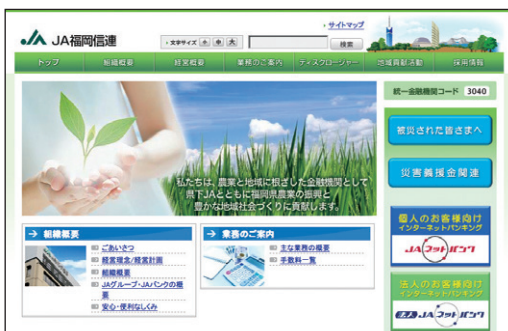 サイトマップ
JA福岡信連
文字サイズ 小 中 大
検索
トップ 組織概要 経営概要 業務のご案内 ディスクロージャー 地域貢献活動 採用情報
統一金融機関コード 3040
私たちは、農業と地域に根ざした金融機関として
県下JAとともに福岡県農業の振興と
豊かな地域社会づくりに貢献します。
被災された皆さまへ
災害義援金関連
組織概要
ごあいさつ
経営理念/経営計画
組織概要
JAグループ・JAバンクの概
要
安心・便利なしくみ
業務のご案内
主な業務の概要
手数料一覧
個人のお客様向け
インターネットバンキング
JAネットバンク
法人のお客様向け
インターネットバンキング
法人JAネットバンク